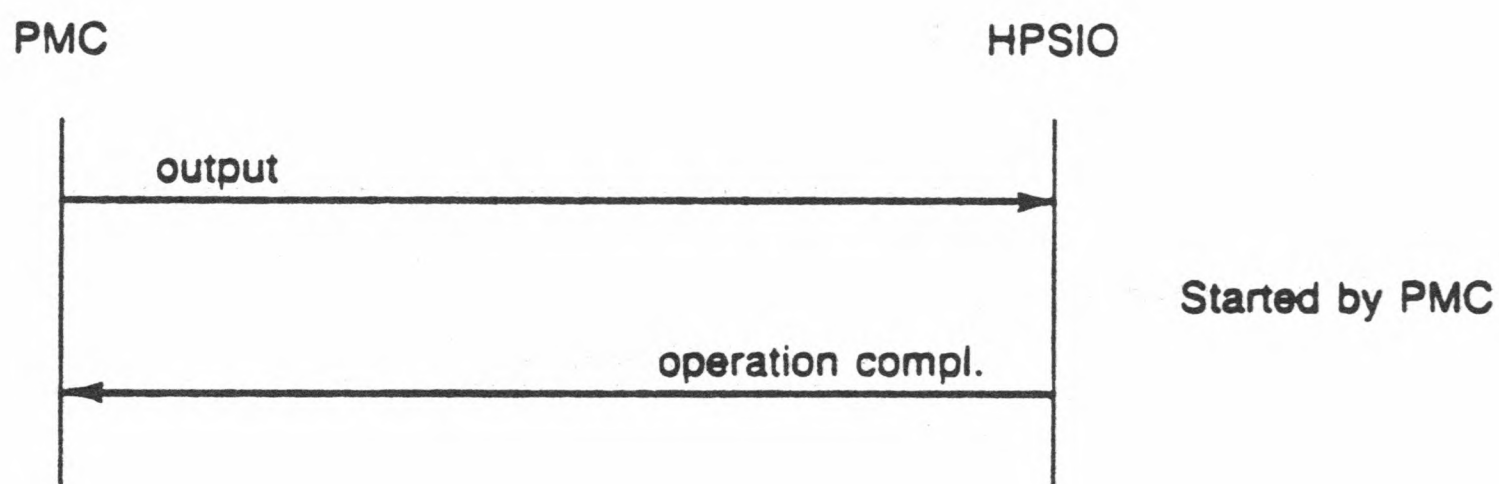 PMC
HPSIO
output
Started by PMC
operation compl.